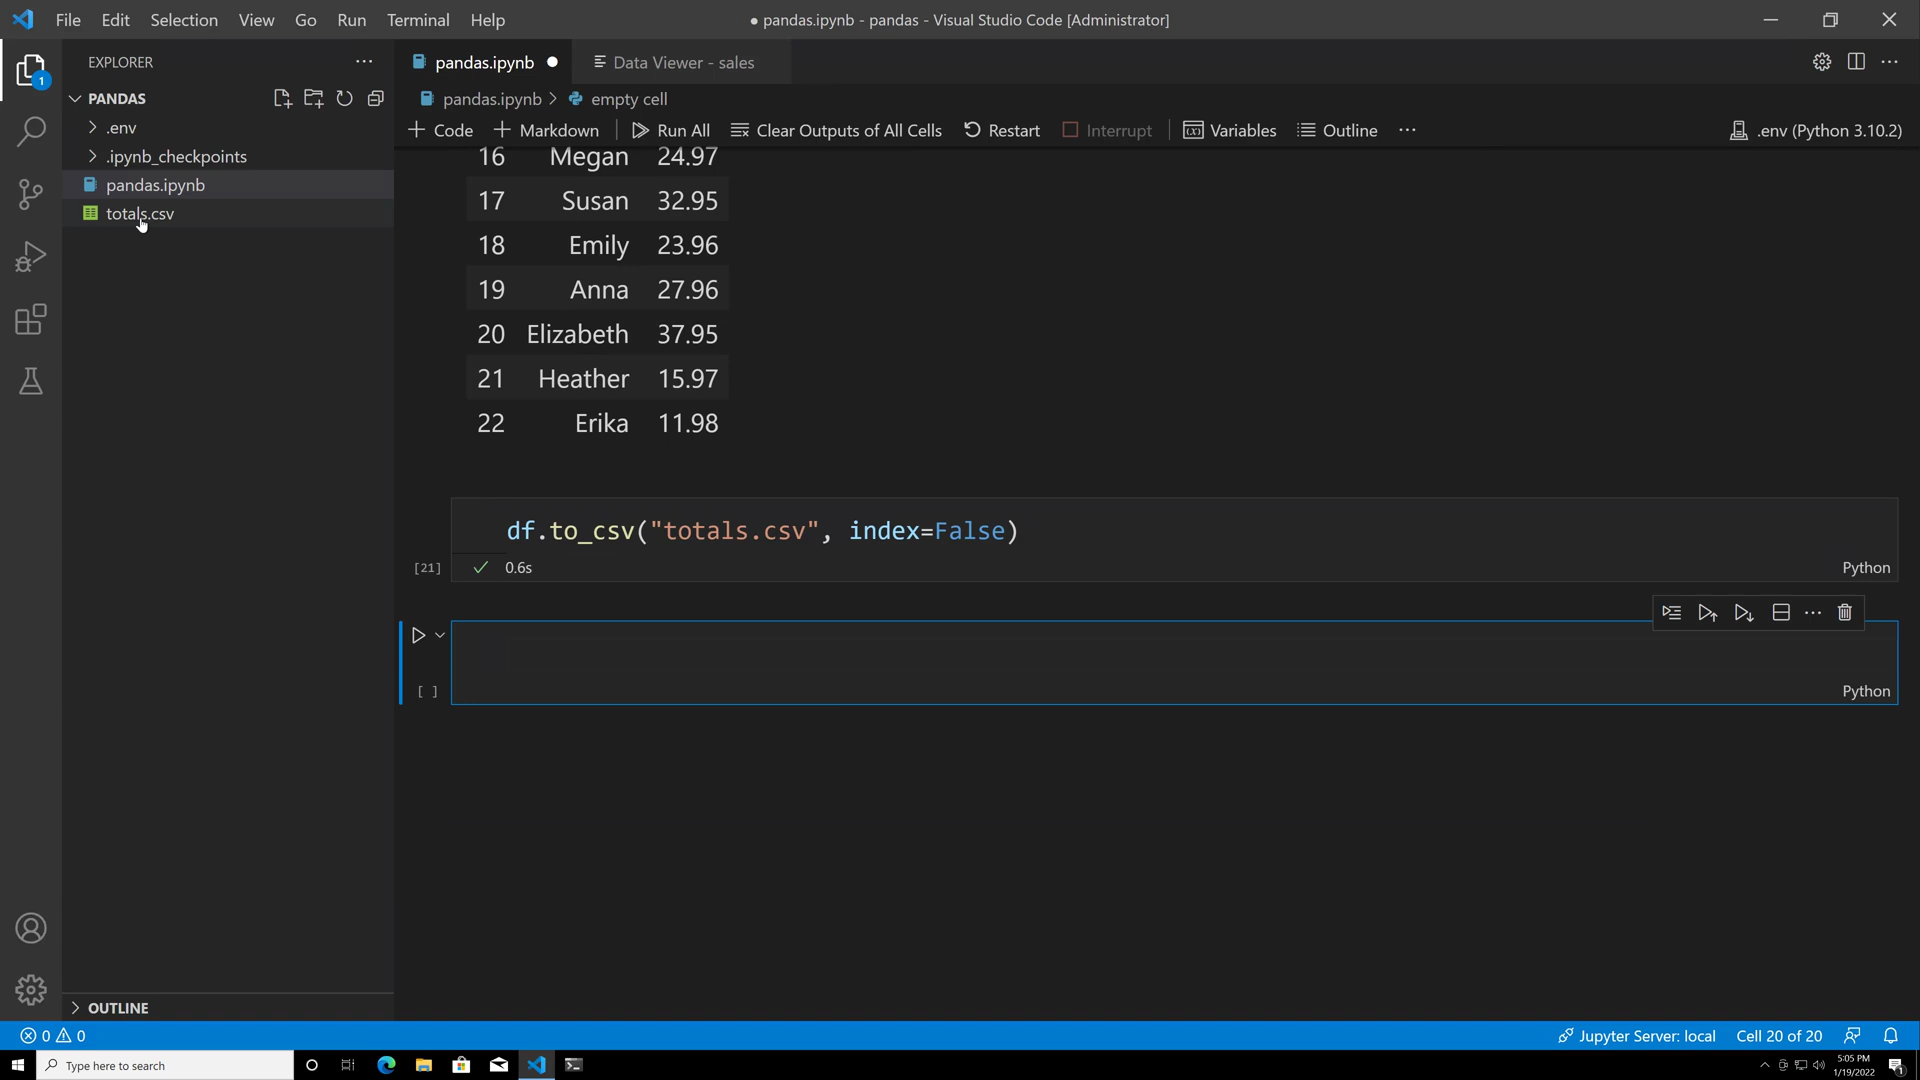 File Edit Selection View Go Run Terminal Help
● pandas.ipynb - pandas - Visual Studio Code [Administrator]
EXPLORER
1
PANDAS
.env
.ipynb_checkpoints
pandas.ipynb
totals.csv
OUTLINE
pandas.ipynb
Data Viewer - sales
pandas.ipynb > empty cell
+ Code + Markdown Run All Clear Outputs of All Cells Restart Interrupt Variables Outline ... .env (Python 3.10.2)
16 Megan 24.97
17 Susan 32.95
18 Emily 23.96
19 Anna 27.96
20 Elizabeth 37.95
21 Heather 15.97
22 Erika 11.98
df.to_csv("totals.csv", index=False)
[21] 0.6s Python
[ ] Python
0 0 Jupyter Server: local Cell 20 of 20
Type here to search
5:05 PM
1/19/2022
1